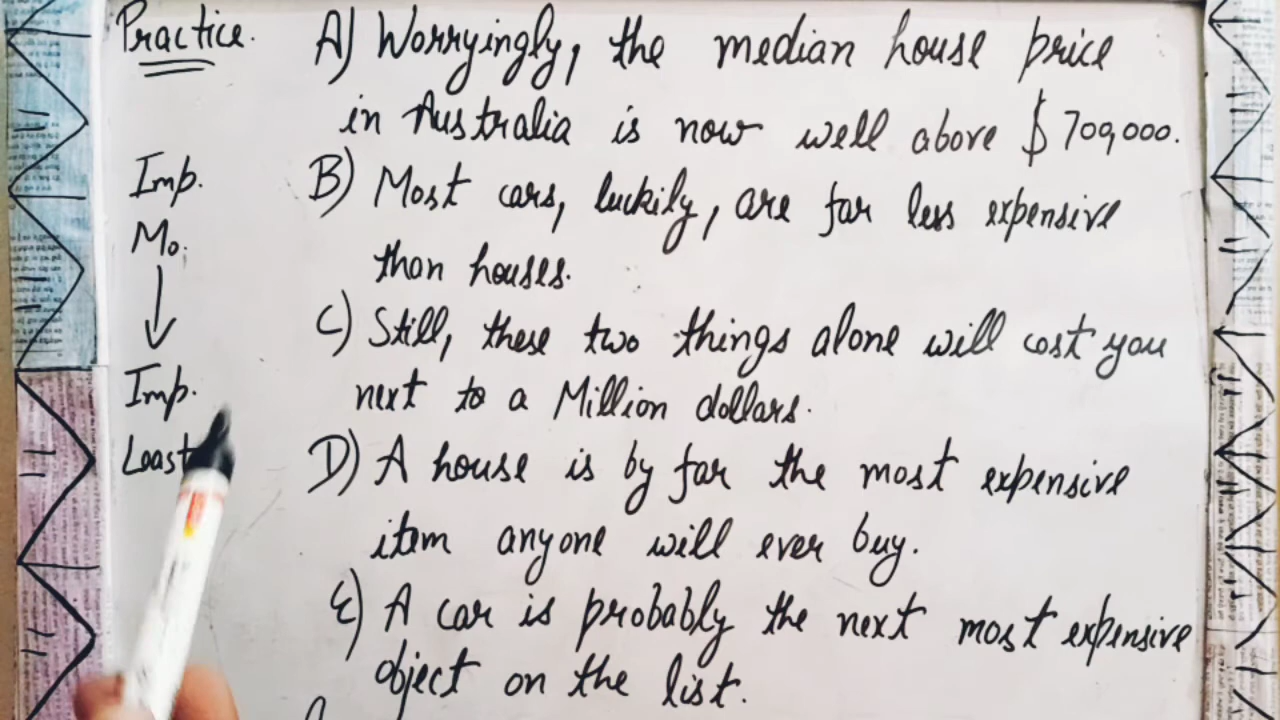 Practice.
A) Worryingly, the median house price
in Australia is now well above $700,000.
Imp.
Mo.
Imp.
Least
B) Most cars, luckily, are far less expensive
than houses.
C) Still, these two things alone will cost you
next to a Million dollars.
D) A house is by far the most expensive
item anyone will ever buy.
E) A car is probably the next most expensive
object on the list.